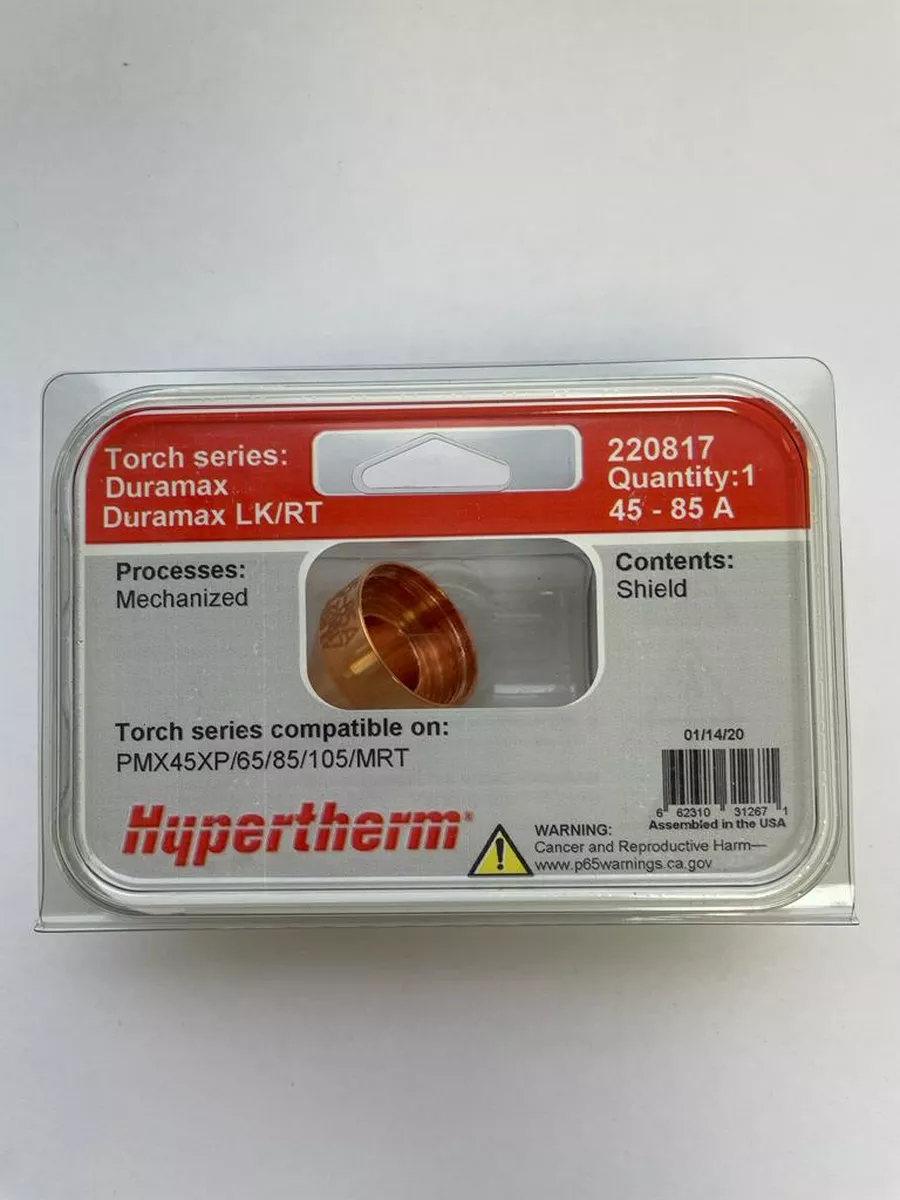 Torch series:
Duramax
Duramax LK/RT
220817
Quantity:1
45 - 85 A
Processes:
Mechanized
Contents:
Shield
Torch series compatible on:
PMX45XP/65/85/105/MRT
01/14/20
6 62310 31267 1
Assembled in the USA
Hypertherm®
WARNING:
Cancer and Reproductive Harm—
www.p65warnings.ca.gov